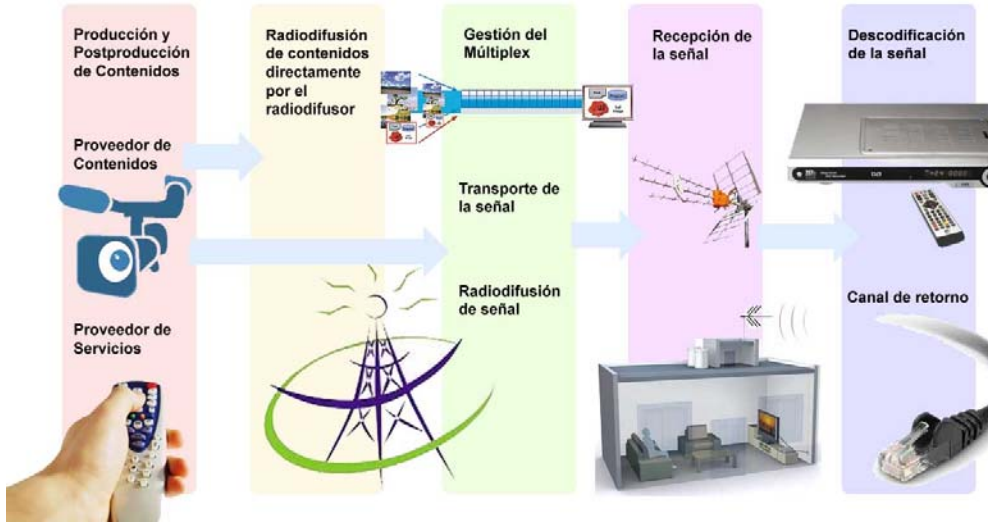 Producción y
Postproducción
de Contenidos
Proveedor de
Contenidos
Proveedor de
Servicios
Radiodifusión
de contenidos
directamente
por el
radiodifusor
Gestión del
Múltiplex
Transporte de
la señal
Radiodifusión
de señal
Recepción de
la señal
Descodificación
de la señal
Canal de retorno